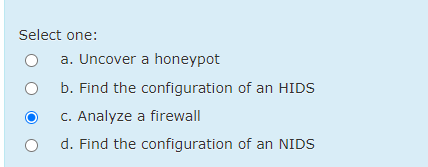 Select one:
a. Uncover a honeypot
b. Find the configuration of an HIDS
c. Analyze a firewall
d. Find the configuration of an NIDS